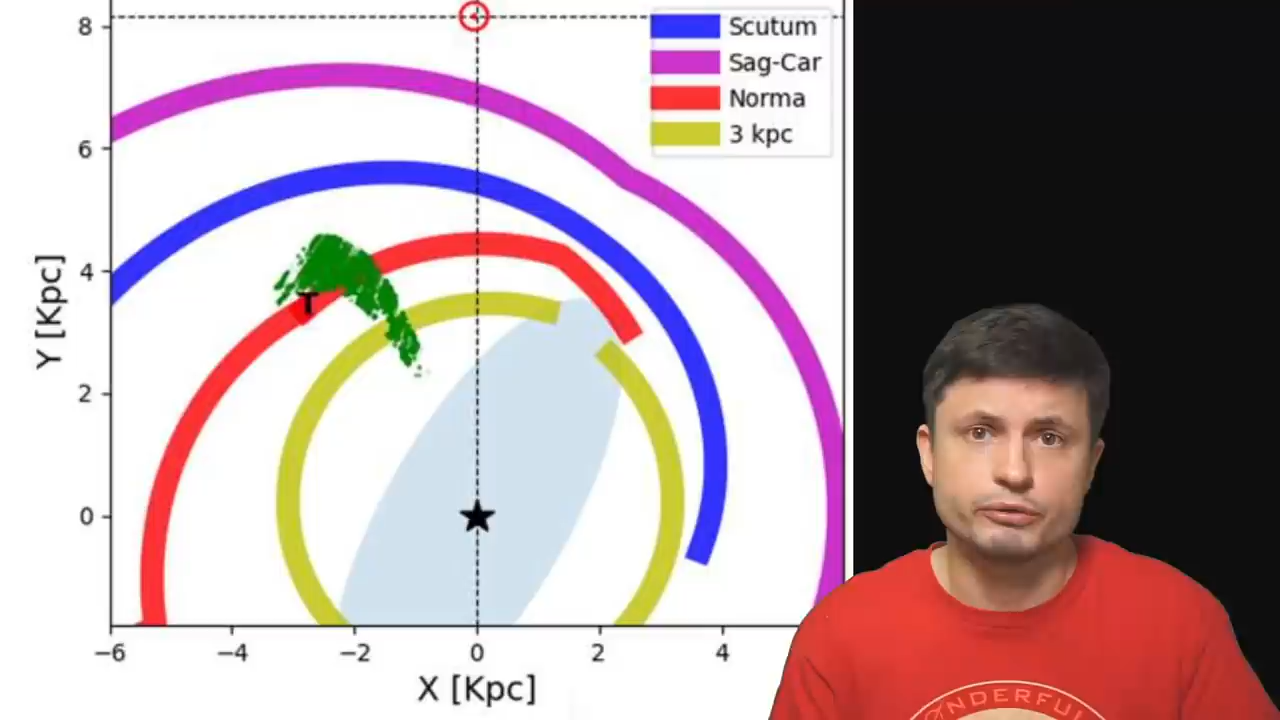 Scutum
Sag-Car
Norma
3 kpc
8
6
4
2
0
Y [Kpc]
T
−6 −4 −2 0 2 4
X [Kpc]
NDERFUL